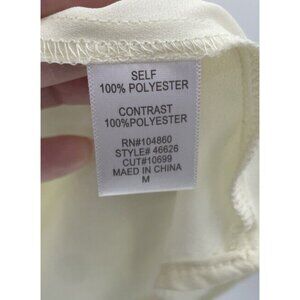 SELF
100% POLYESTER
CONTRAST
100%POLYESTER
RN#104860
STYLE# 46626
CUT#10699
MAED IN CHINA
M